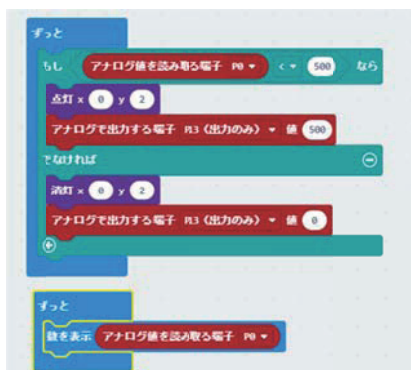 ずっと
もし アナログ値を読み取る端子 P0 ▼ < ▼ 500 なら
点灯 x 0 y 2
アナログで出力する端子 P13 (出力のみ) ▼ 値 500
でなければ
消灯 x 0 y 2
アナログで出力する端子 P13 (出力のみ) ▼ 値 0
ずっと
数を表示 アナログ値を読み取る端子 P0 ▼